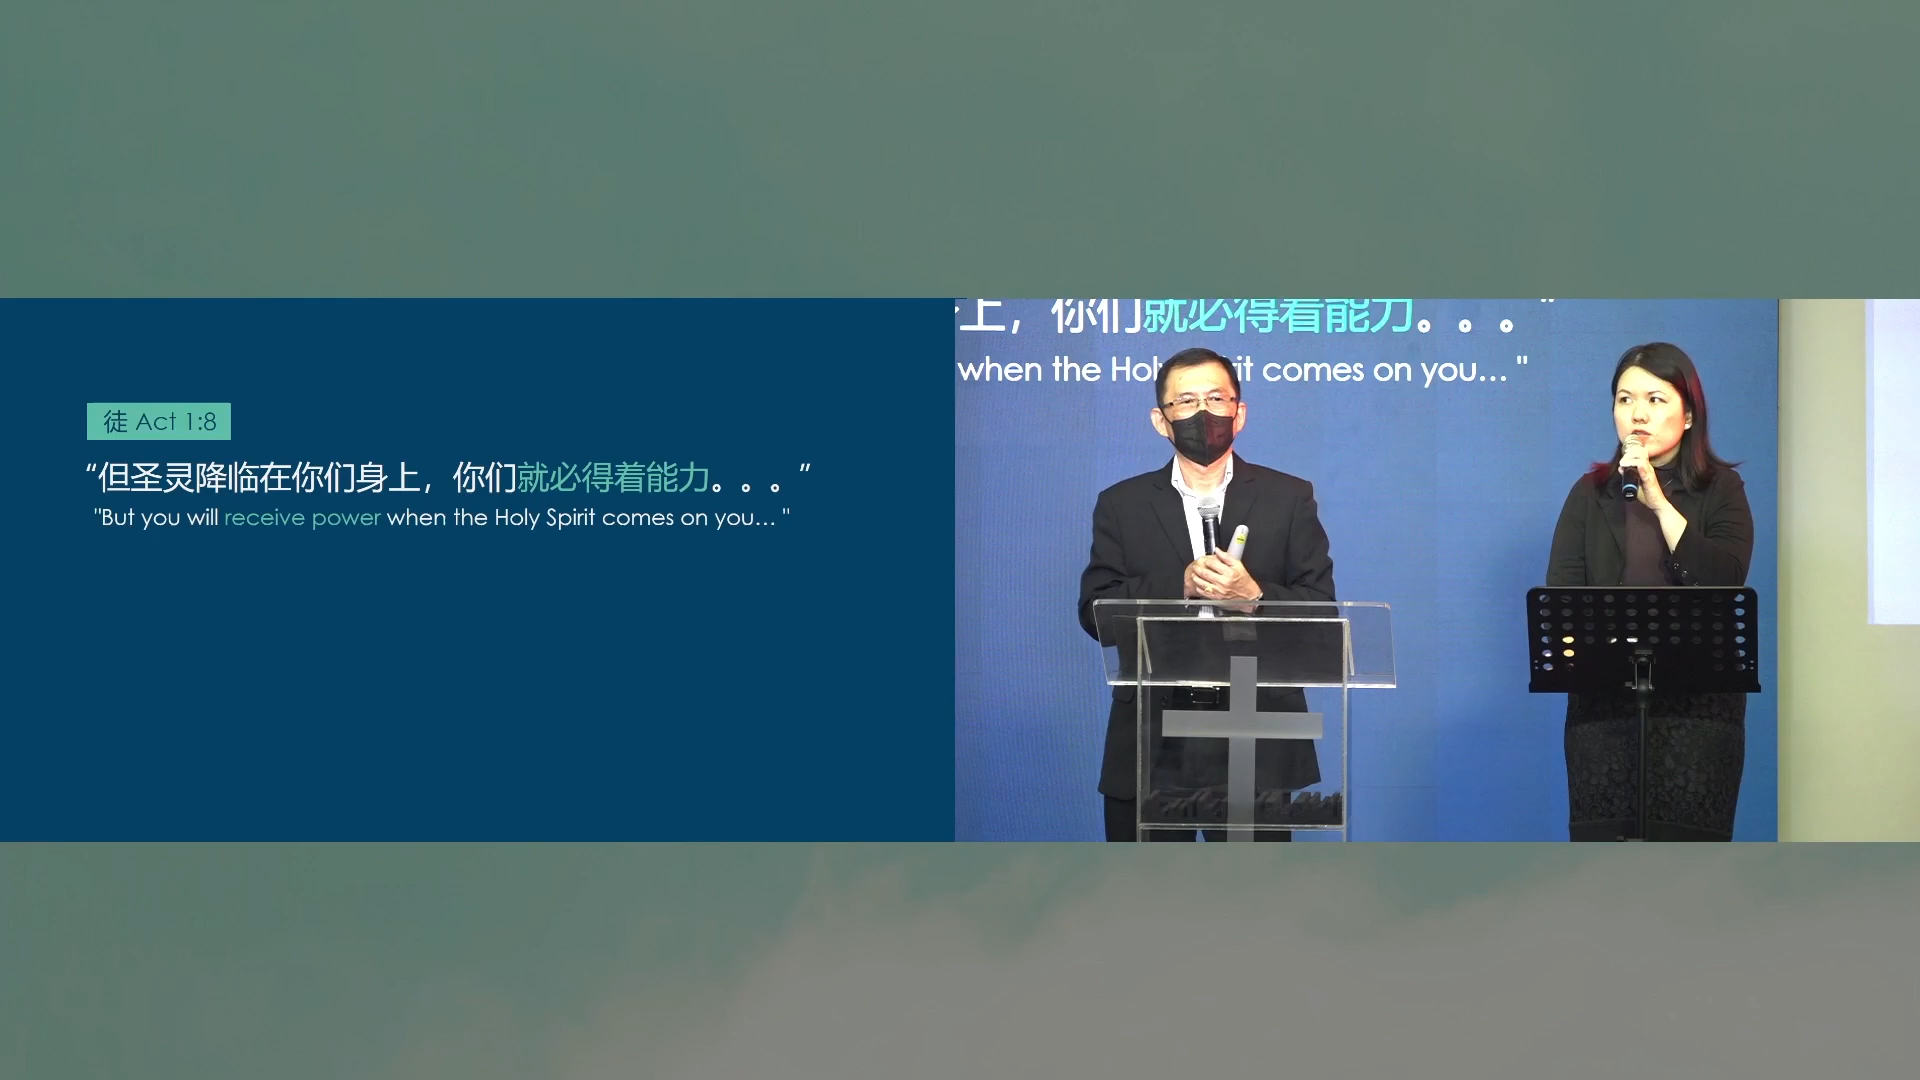 徒 Act 1:8
“但圣灵降临在你们身上，你们就必得着能力。。。”
"But you will receive power when the Holy Spirit comes on you... "
上，你们就必得着能力。。。”
when the Holy Spirit comes on you... "